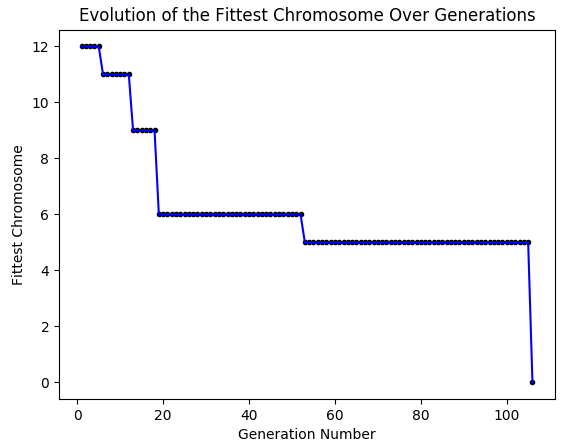 Evolution of the Fittest Chromosome Over Generations
12
10
8
6
4
2
0
Fittest Chromosome
0 20 40 60 80 100
Generation Number